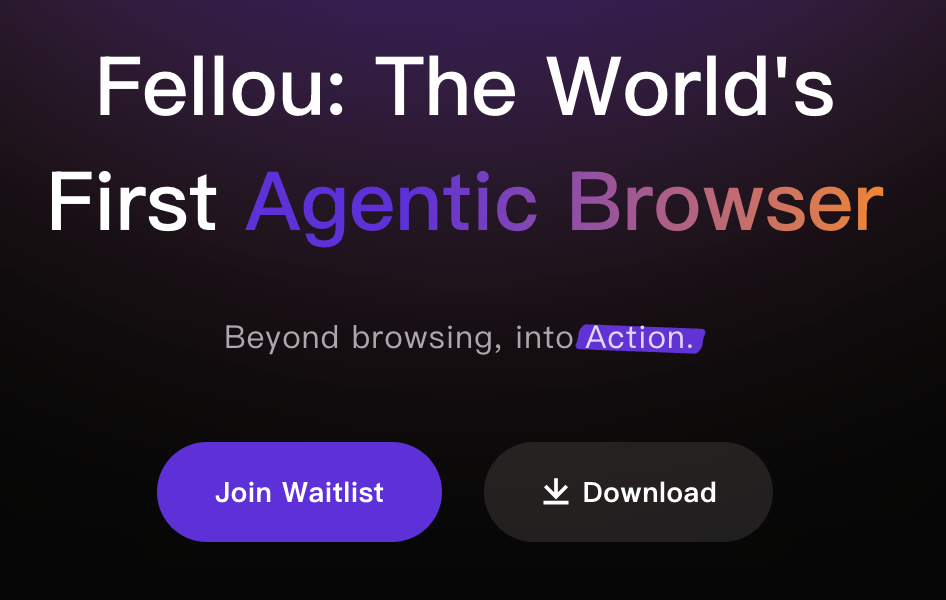 Fellou: The World's
First Agentic Browser
Beyond browsing, into Action.
Join Waitlist
Download